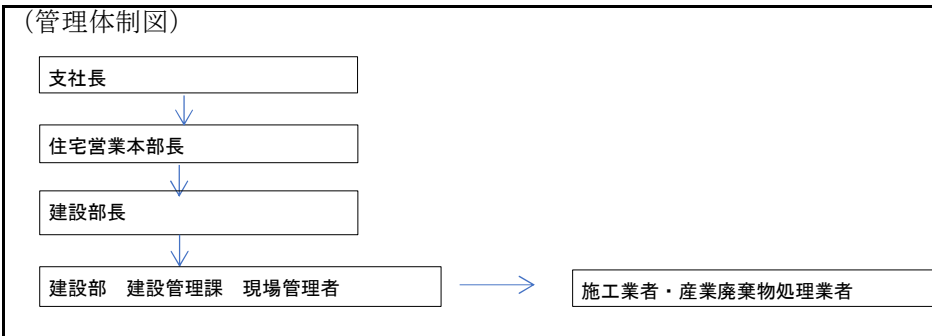 （管理体制図）
支社長
住宅営業本部長
建設部長
建設部　建設管理課　現場管理者
施工業者・産業廃棄物処理業者